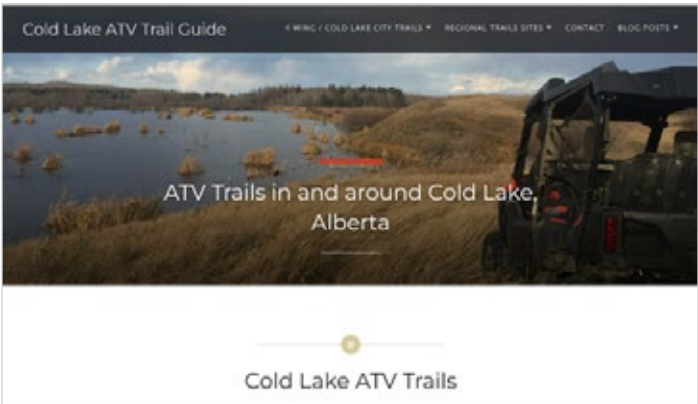 Cold Lake ATV Trail Guide
4 WING / COLD LAKE CITY TRAILS
REGIONAL TRAILS SITES
CONTACT
BLOG POSTS
ATV Trails in and around Cold Lake,
Alberta
Cold Lake ATV Trails